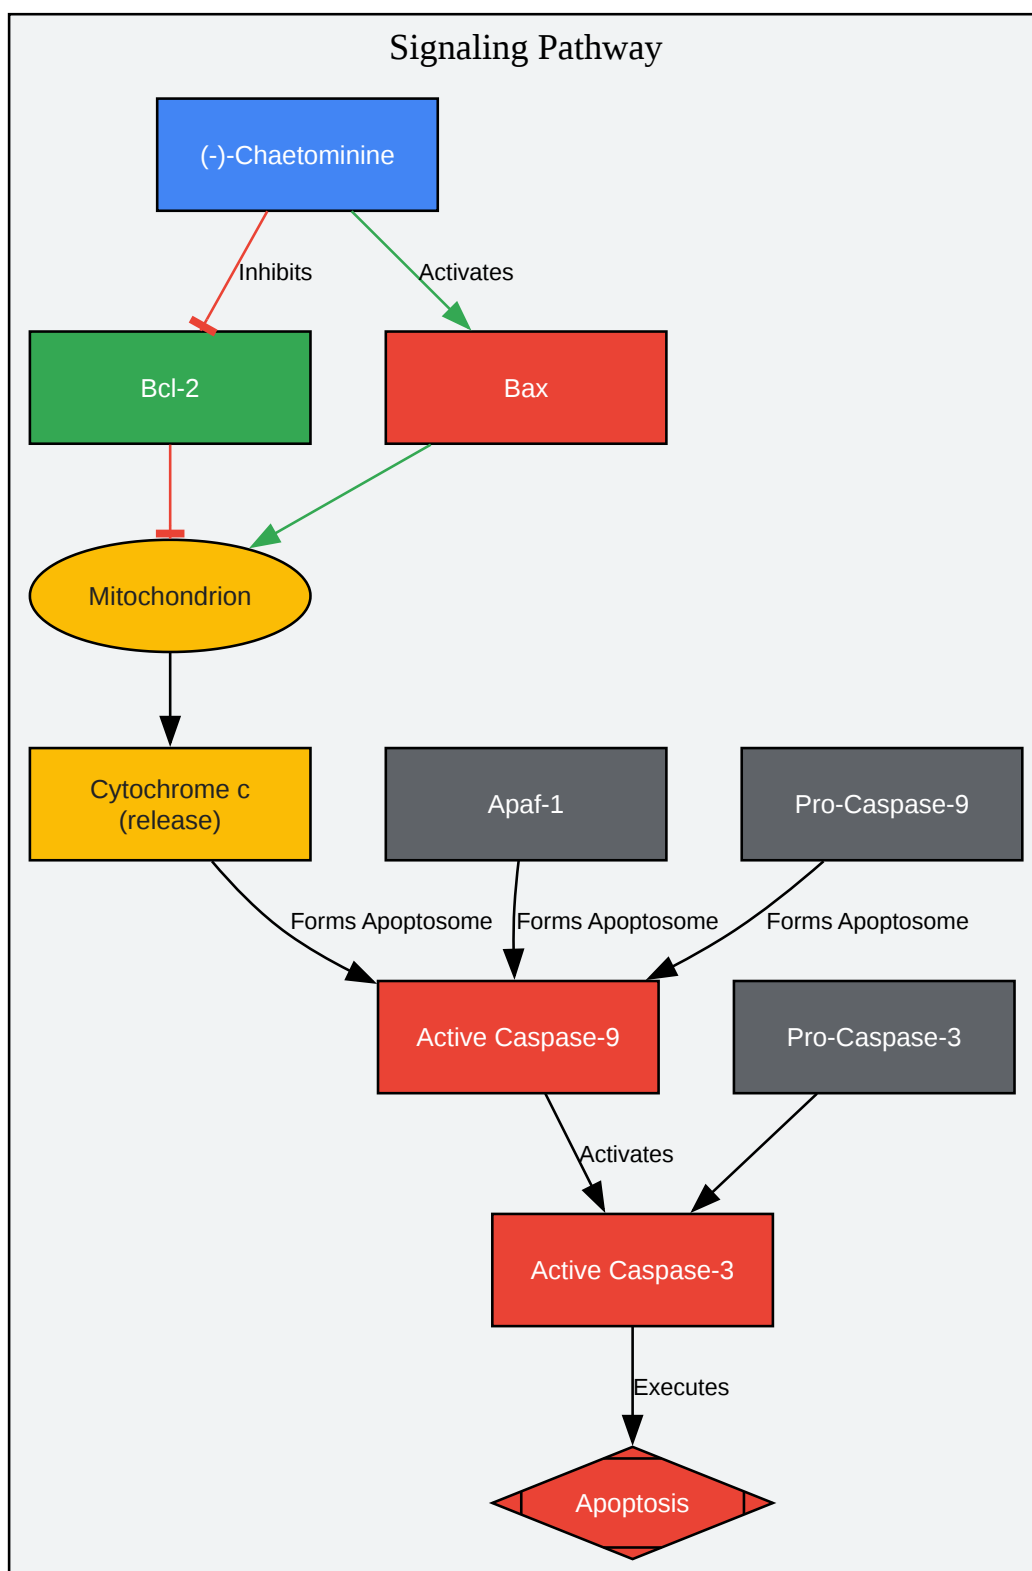 Signaling Pathway
(-)-Chaetominine
Inhibits
Activates
Bcl-2
Bax
Mitochondrion
Cytochrome c
(release)
Apaf-1
Pro-Caspase-9
Forms Apoptosome
Forms Apoptosome
Forms Apoptosome
Active Caspase-9
Pro-Caspase-3
Activates
Active Caspase-3
Executes
Apoptosis